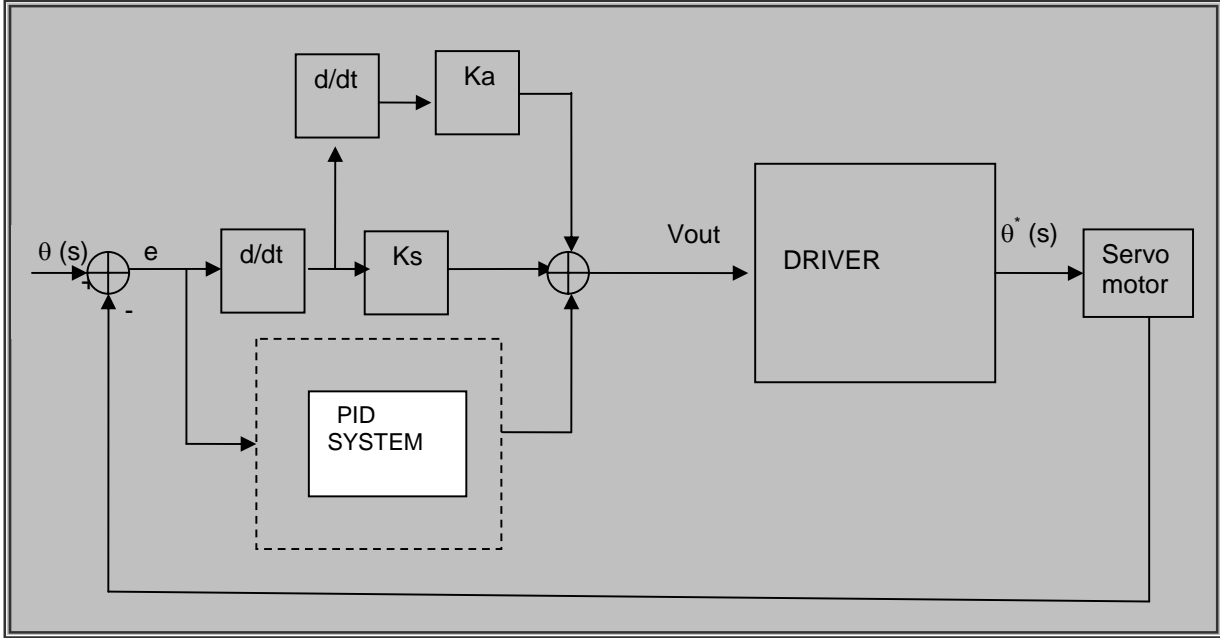 d/dt
Ka
θ (s)
+
-
e
d/dt
Ks
Vout
DRIVER
θ* (s)
Servo
motor
PID
SYSTEM